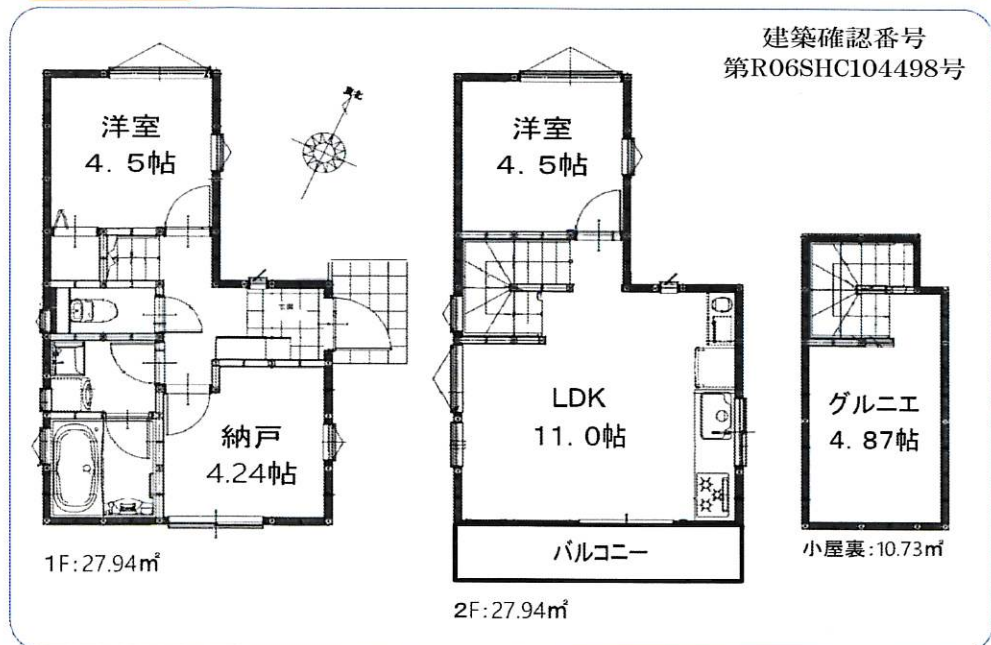 建築確認番号
第R06SHC104498号
洋室
4.5帖
納戸
4.24帖
1F:27.94㎡
洋室
4.5帖
LDK
11.0帖
バルコニー
2F:27.94㎡
グルニエ
4.87帖
小屋裏:10.73㎡